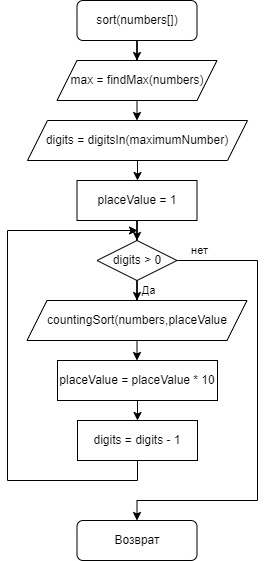 sort(numbers[])
max = findMax(numbers)
digits = digitsIn(maximumNumber)
placeValue = 1
digits > 0
нет
Да
countingSort(numbers,placeValue
placeValue = placeValue * 10
digits = digits - 1
Возврат